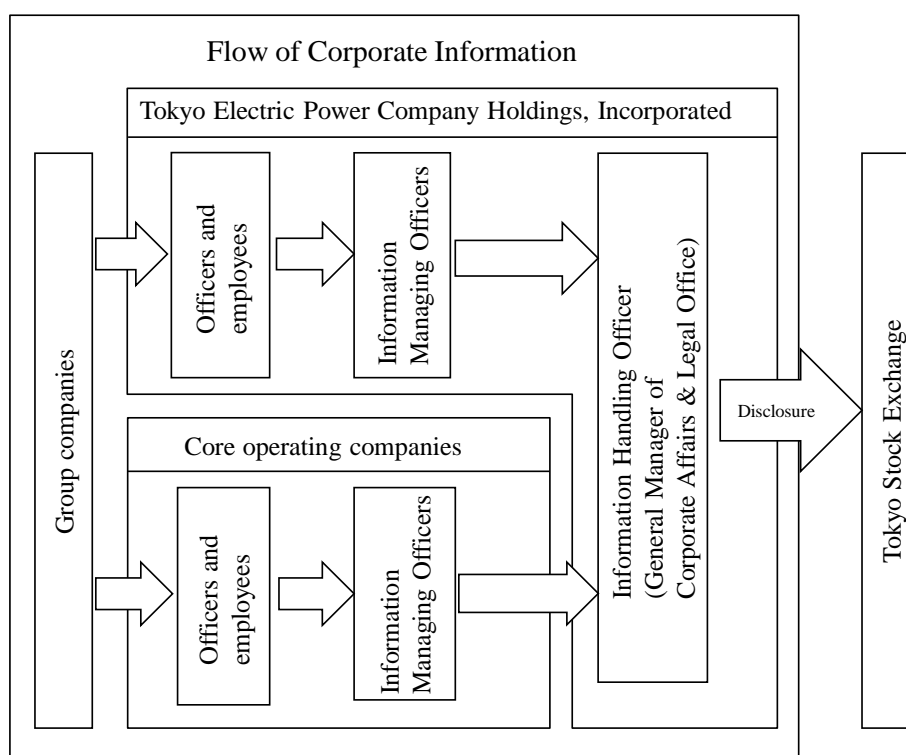 Flow of Corporate Information
Tokyo Electric Power Company Holdings, Incorporated
Group companies
Officers and
employees
Information
Managing Officers
Information Handling Officer
(General Manager of
Corporate Affairs & Legal Office)
Disclosure
Tokyo Stock Exchange
Core operating companies
Officers and
employees
Information
Managing Officers